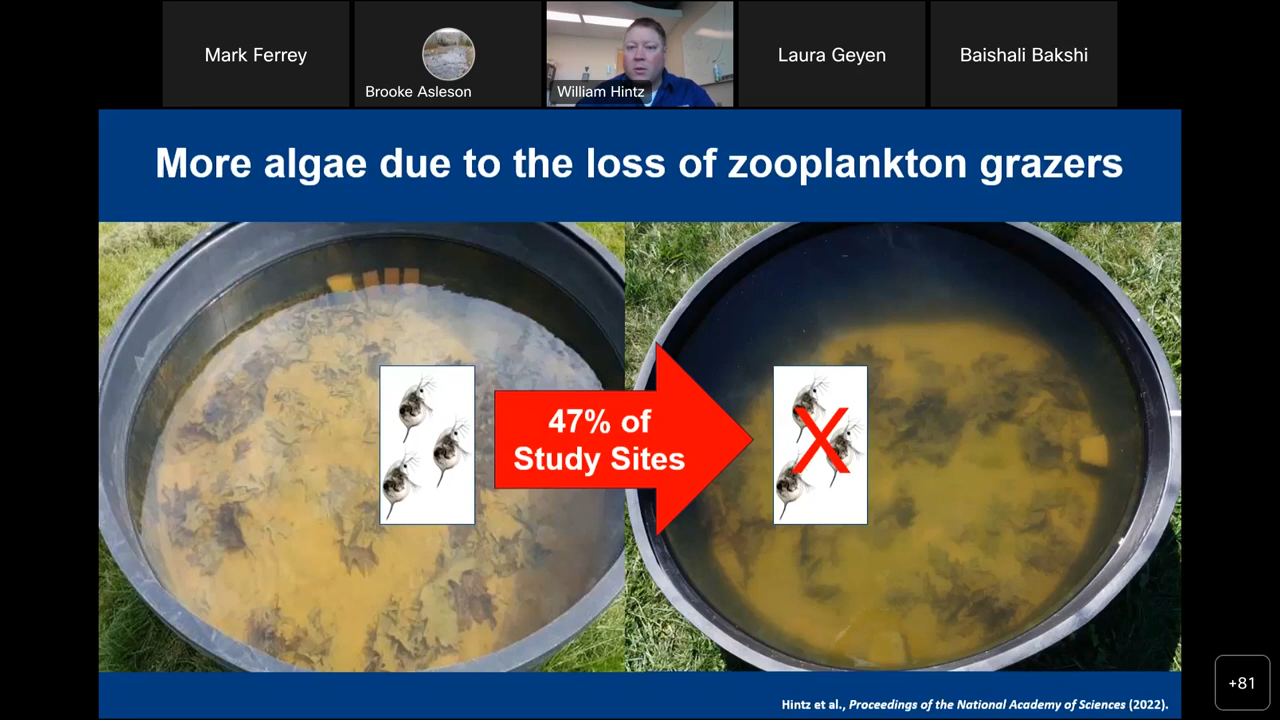 Mark Ferrey
Brooke Asleson
William Hintz
Laura Geyen
Baishali Bakshi
More algae due to the loss of zooplankton grazers
47% of
Study Sites
X
Hintz et al., Proceedings of the National Academy of Sciences (2022).
+81